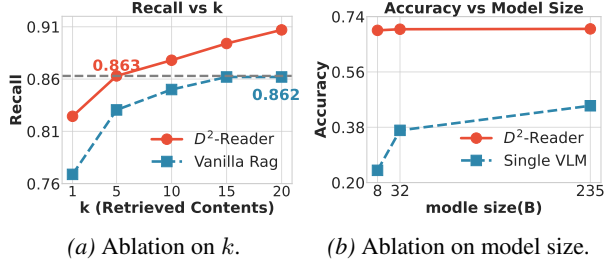 Recall vs k
0.91
0.86
0.81
0.76
Recall
0.863
0.862
D²-Reader
Vanilla Rag
1 5 10 15 20
k (Retrieved Contents)
(a) Ablation on k.
Accuracy vs Model Size
0.74
0.56
0.38
0.20
Accuracy
D²-Reader
Single VLM
8 32 235
modle size(B)
(b) Ablation on model size.